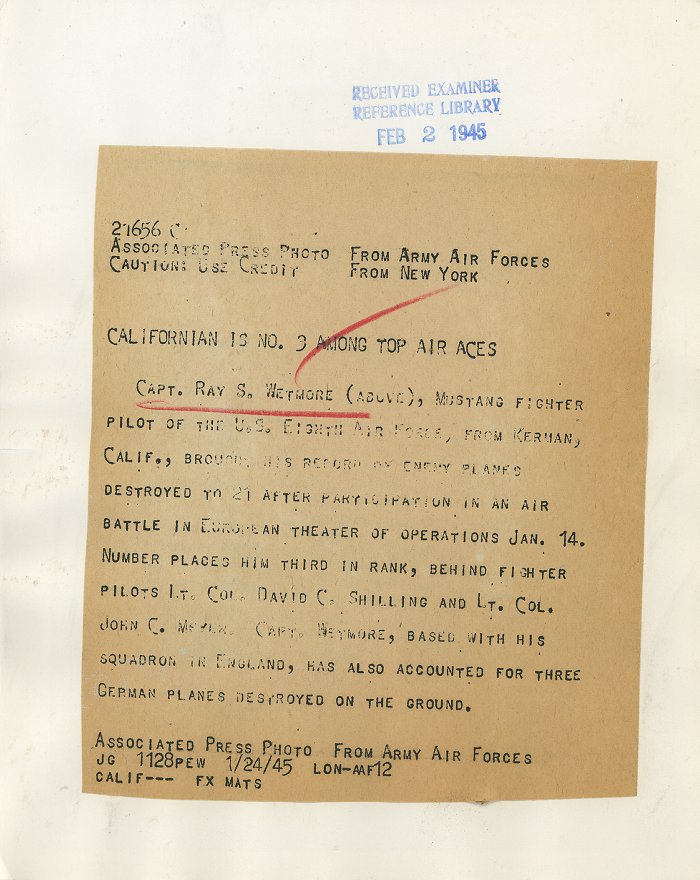 RECEIVED EXAMINER
REFERENCE LIBRARY
FEB 2 1945
21656 C
ASSOCIATED PRESS PHOTO FROM ARMY AIR FORCES
CAUTION: USE CREDIT FROM NEW YORK
CALIFORNIAN IS NO. 3 AMONG TOP AIR ACES
CAPT. RAY S. WETMORE (ABOVE), MUSTANG FIGHTER
PILOT OF THE U.S. EIGHTH AIR FORCE, FROM KERMAN,
CALIF., BROUGHT HIS RECORD OF ENEMY PLANES
DESTROYED TO 21 AFTER PARTICIPATION IN AN AIR
BATTLE IN EUROPEAN THEATER OF OPERATIONS JAN. 14.
NUMBER PLACES HIM THIRD IN RANK, BEHIND FIGHTER
PILOTS LT. COL. DAVID C. SHILLING AND LT. COL.
JOHN C. MEYER. CAPT. WETMORE, BASED WITH HIS
SQUADRON IN ENGLAND, HAS ALSO ACCOUNTED FOR THREE
GERMAN PLANES DESTROYED ON THE GROUND.
ASSOCIATED PRESS PHOTO FROM ARMY AIR FORCES
JG 1128PEW 1/24/45 LON-AAF12
CALIF--- FX MATS